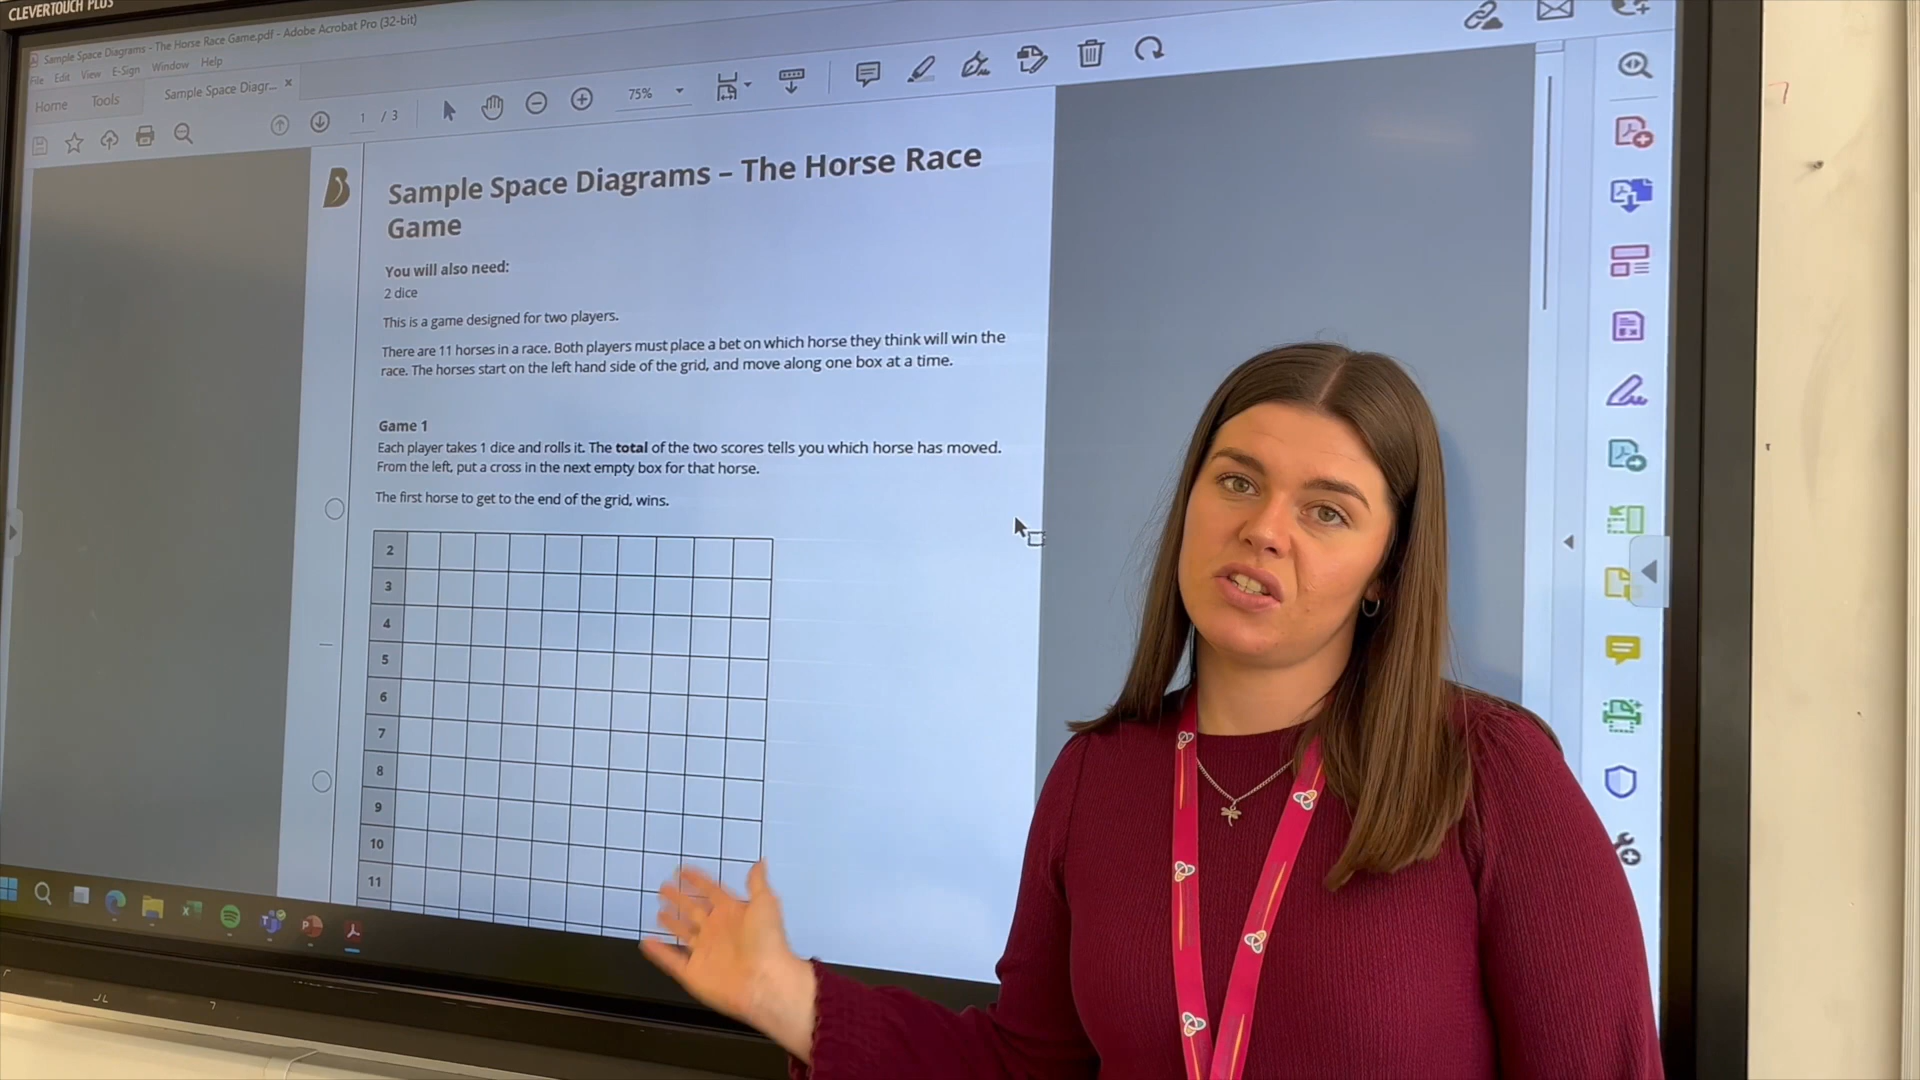 CLEVERTOUCH PLUS
Sample Space Diagrams - The Horse Race Game.pdf - Adobe Acrobat Pro (32-bit)
File Edit View E-Sign Window Help
Home Tools Sample Space Diagr... ×
1 / 3 75%
Sample Space Diagrams – The Horse Race
Game
You will also need:
2 dice
This is a game designed for two players.
There are 11 horses in a race. Both players must place a bet on which horse they think will win the
race. The horses start on the left hand side of the grid, and move along one box at a time.
Game 1
Each player takes 1 dice and rolls it. The total of the two scores tells you which horse has moved.
From the left, put a cross in the next empty box for that horse.
The first horse to get to the end of the grid, wins.
2
3
4
5
6
7
8
9
10
11